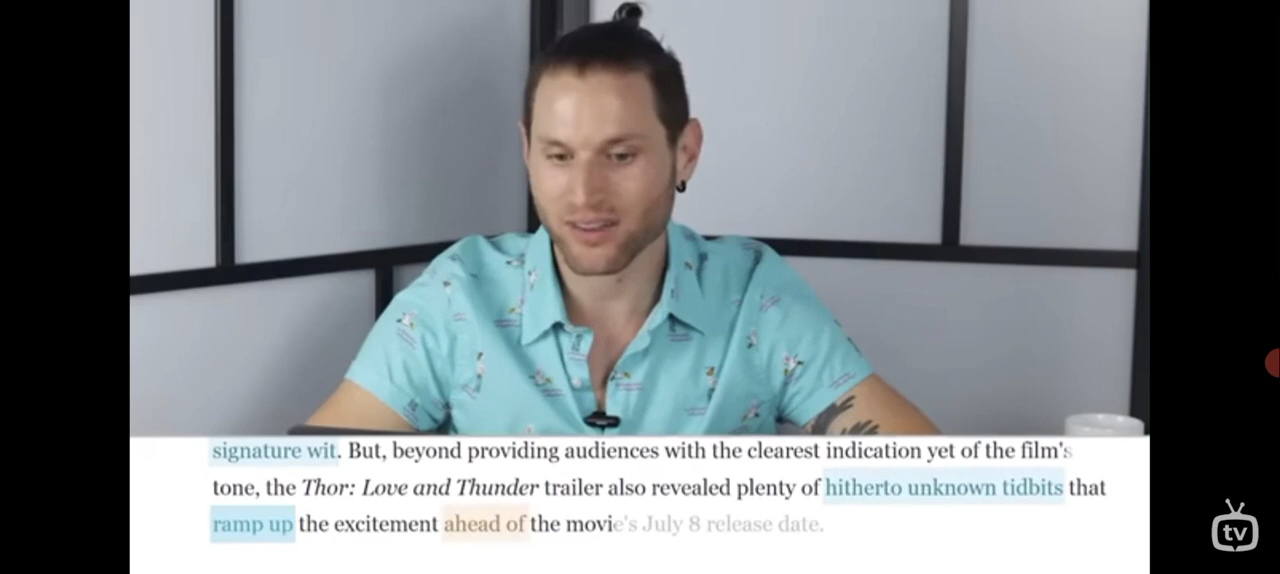 signature wit. But, beyond providing audiences with the clearest indication yet of the film's
tone, the Thor: Love and Thunder trailer also revealed plenty of hitherto unknown tidbits that
ramp up the excitement ahead of the movie's July 8 release date.
tv